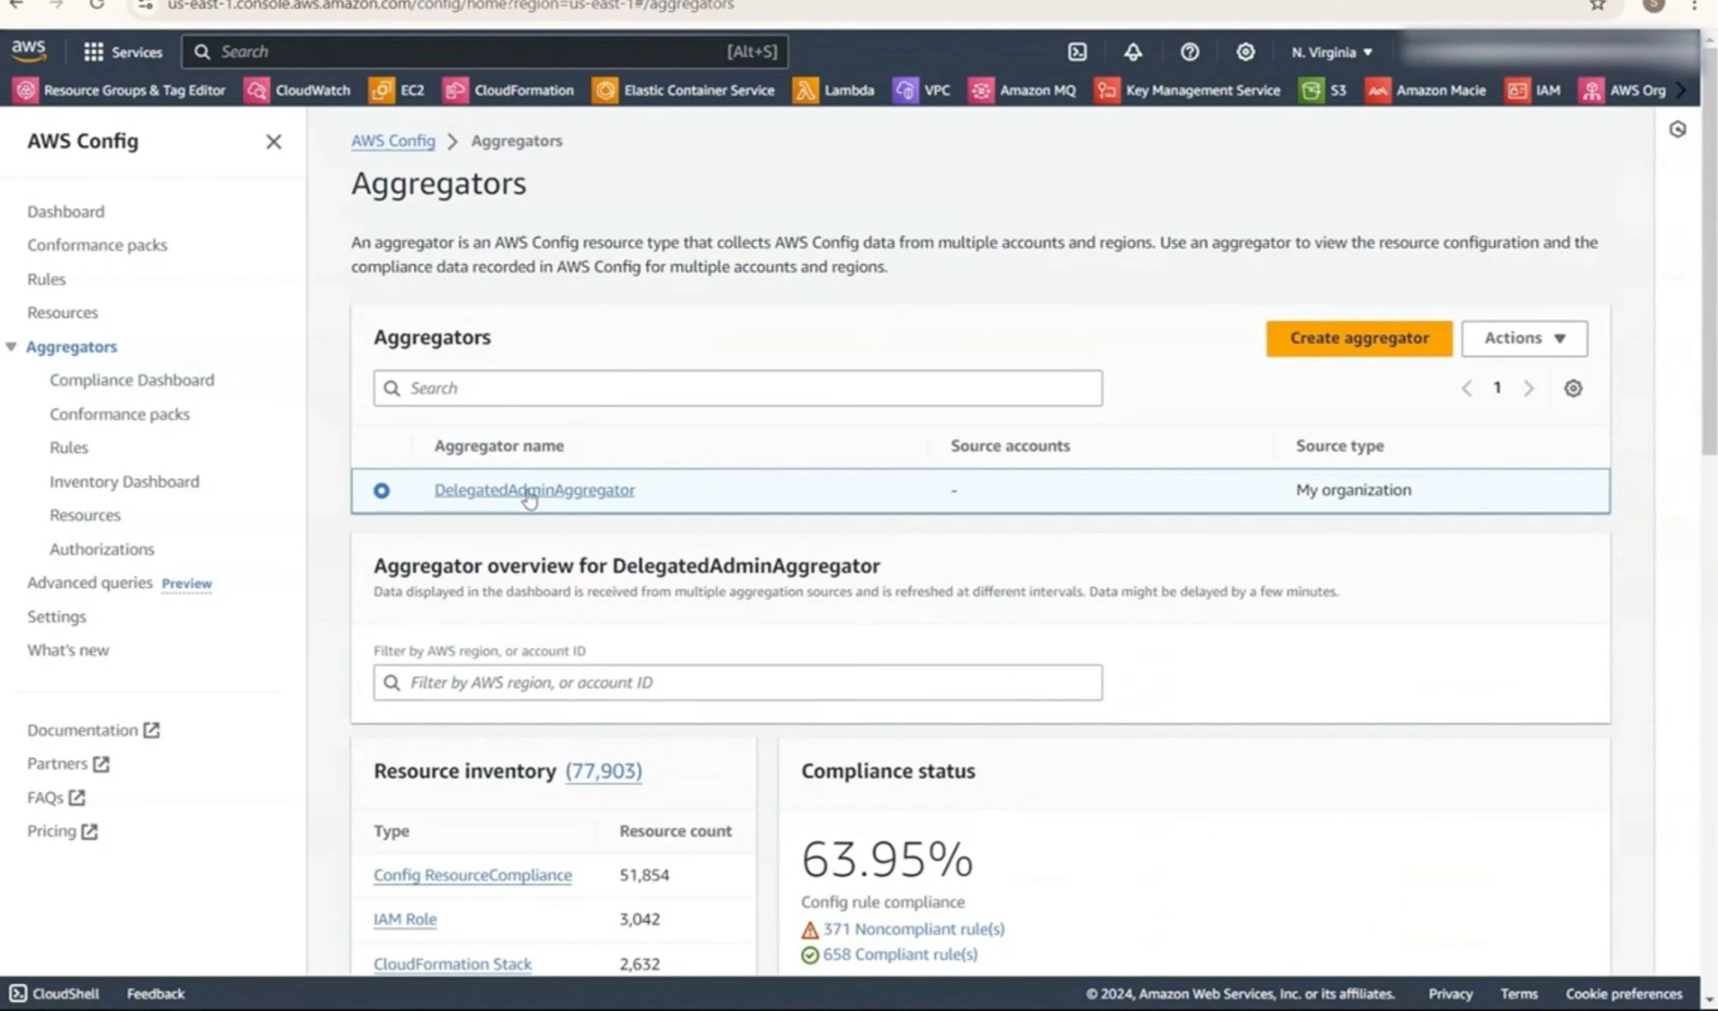 us-east-1.console.aws.amazon.com/config/home?region=us-east-1#/aggregators
aws
Services
Search
[Alt+S]
N. Virginia
S
Resource Groups & Tag Editor
CloudWatch
EC2
CloudFormation
Elastic Container Service
Lambda
VPC
Amazon MQ
Key Management Service
S3
Amazon Macie
IAM
AWS Org
AWS Config
Dashboard
Conformance packs
Rules
Resources
Aggregators
Compliance Dashboard
Conformance packs
Rules
Inventory Dashboard
Resources
Authorizations
Advanced queries Preview
Settings
What's new
Documentation
Partners
FAQs
Pricing
AWS Config > Aggregators
Aggregators
An aggregator is an AWS Config resource type that collects AWS Config data from multiple accounts and regions. Use an aggregator to view the resource configuration and the
compliance data recorded in AWS Config for multiple accounts and regions.
Aggregators
Create aggregator
Actions
Search
1
Aggregator name
Source accounts
Source type
DelegatedAdminAggregator
-
My organization
Aggregator overview for DelegatedAdminAggregator
Data displayed in the dashboard is received from multiple aggregation sources and is refreshed at different intervals. Data might be delayed by a few minutes.
Filter by AWS region, or account ID
Filter by AWS region, or account ID
Resource inventory (77,903)
Type
Resource count
Config ResourceCompliance
51,854
IAM Role
3,042
CloudFormation Stack
2,632
Compliance status
63.95%
Config rule compliance
371 Noncompliant rule(s)
658 Compliant rule(s)
CloudShell
Feedback
© 2024, Amazon Web Services, Inc. or its affiliates.
Privacy
Terms
Cookie preferences